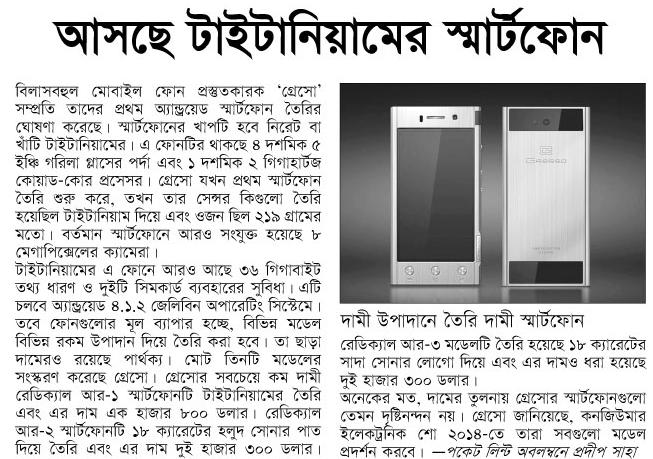 আসছে টাইটানিয়ামের স্মার্টফোন
বিলাসবহুল মোবাইল ফোন প্রস্তুতকারক ‘গ্রেসো’
সম্প্রতি তাদের প্রথম অ্যান্ড্রয়েড স্মার্টফোন তৈরির
ঘোষণা করেছে। স্মার্টফোনের খাপটি হবে নিরেট বা
খাঁটি টাইটানিয়ামের। এ ফোনটির থাকছে ৪ দশমিক ৫
ইঞ্চি গরিলা গ্লাসের পর্দা এবং ১ দশমিক ২ গিগাহার্টজ
কোয়াড-কোর প্রসেসর। গ্রেসো যখন প্রথম স্মার্টফোন
তৈরি শুরু করে, তখন তার সেন্সর কিগুলো তৈরি
হয়েছিল টাইটানিয়াম দিয়ে এবং ওজন ছিল ২১৯ গ্রামের
মতো। বর্তমান স্মার্টফোনে আরও সংযুক্ত হয়েছে ৮
মেগাপিক্সেলের ক্যামেরা।
টাইটানিয়ামের এ ফোনে আরও আছে ৩৬ গিগাবাইট
তথ্য ধারণ ও দুইটি সিমকার্ড ব্যবহারের সুবিধা। এটি
চলবে অ্যান্ড্রয়েড ৪.১.২ জেলিবিন অপারেটিং সিস্টেমে।
তবে ফোনগুলোর মূল ব্যাপার হচ্ছে, বিভিন্ন মডেল
বিভিন্ন রকম উপাদান দিয়ে তৈরি করা হবে। তা ছাড়া
দামেরও রয়েছে পার্থক্য। মোট তিনটি মডেলের
সংস্করণ করেছে গ্রেসো। গ্রেসোর সবচেয়ে কম দামী
রেডিক্যাল আর-১ স্মার্টফোনটি টাইটানিয়ামের তৈরি
এবং এর দাম এক হাজার ৮০০ ডলার। রেডিক্যাল
আর-২ স্মার্টফোনটি ১৮ ক্যারেটের হলুদ সোনার পাত
দিয়ে তৈরি এবং এর দাম দুই হাজার ৩০০ ডলার।
GRESSO
দামী উপাদানে তৈরি দামী স্মার্টফোন
রেডিক্যাল আর-৩ মডেলটি তৈরি হয়েছে ১৮ ক্যারেটের
সাদা সোনার লোগো দিয়ে এবং এর দামও ধরা হয়েছে
দুই হাজার ৩০০ ডলার।
অনেকের মত, দামের তুলনায় গ্রেসোর স্মার্টফোনগুলো
তেমন দৃষ্টিনন্দন নয়। গ্রেসো জানিয়েছে, কনজিউমার
ইলেকট্রনিক শো ২০১৪-তে তারা সবগুলো মডেল
প্রদর্শন করবে। —পকেট লিন্ট অবলম্বনে প্রদীপ সাহা